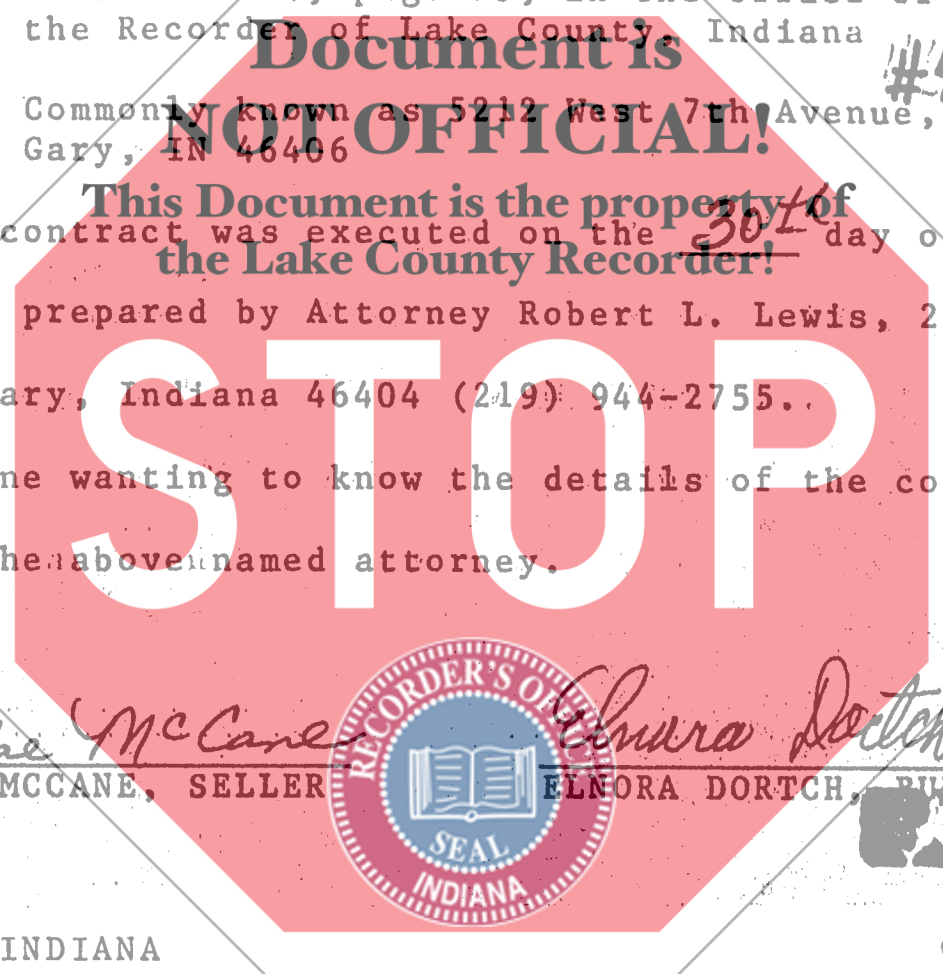 the Recorder of Lake County, Indiana
Document is
#
Commonly known as 5212 West 7th Avenue,
NOT OFFICIAL!
Gary, IN 46406
This Document is the property of
contract was executed on the 30th day o
the Lake County Recorder!
prepared by Attorney Robert L. Lewis, 2
ary, Indiana 46404 (219) 944-2755.
STOP
ne wanting to know the details of the co
he above named attorney.
RECORDER'S OFFICE
McCane Elnora Dortch
MCCANE, SELLER ELNORA DORTCH, BU
SEAL
INDIANA
INDIANA